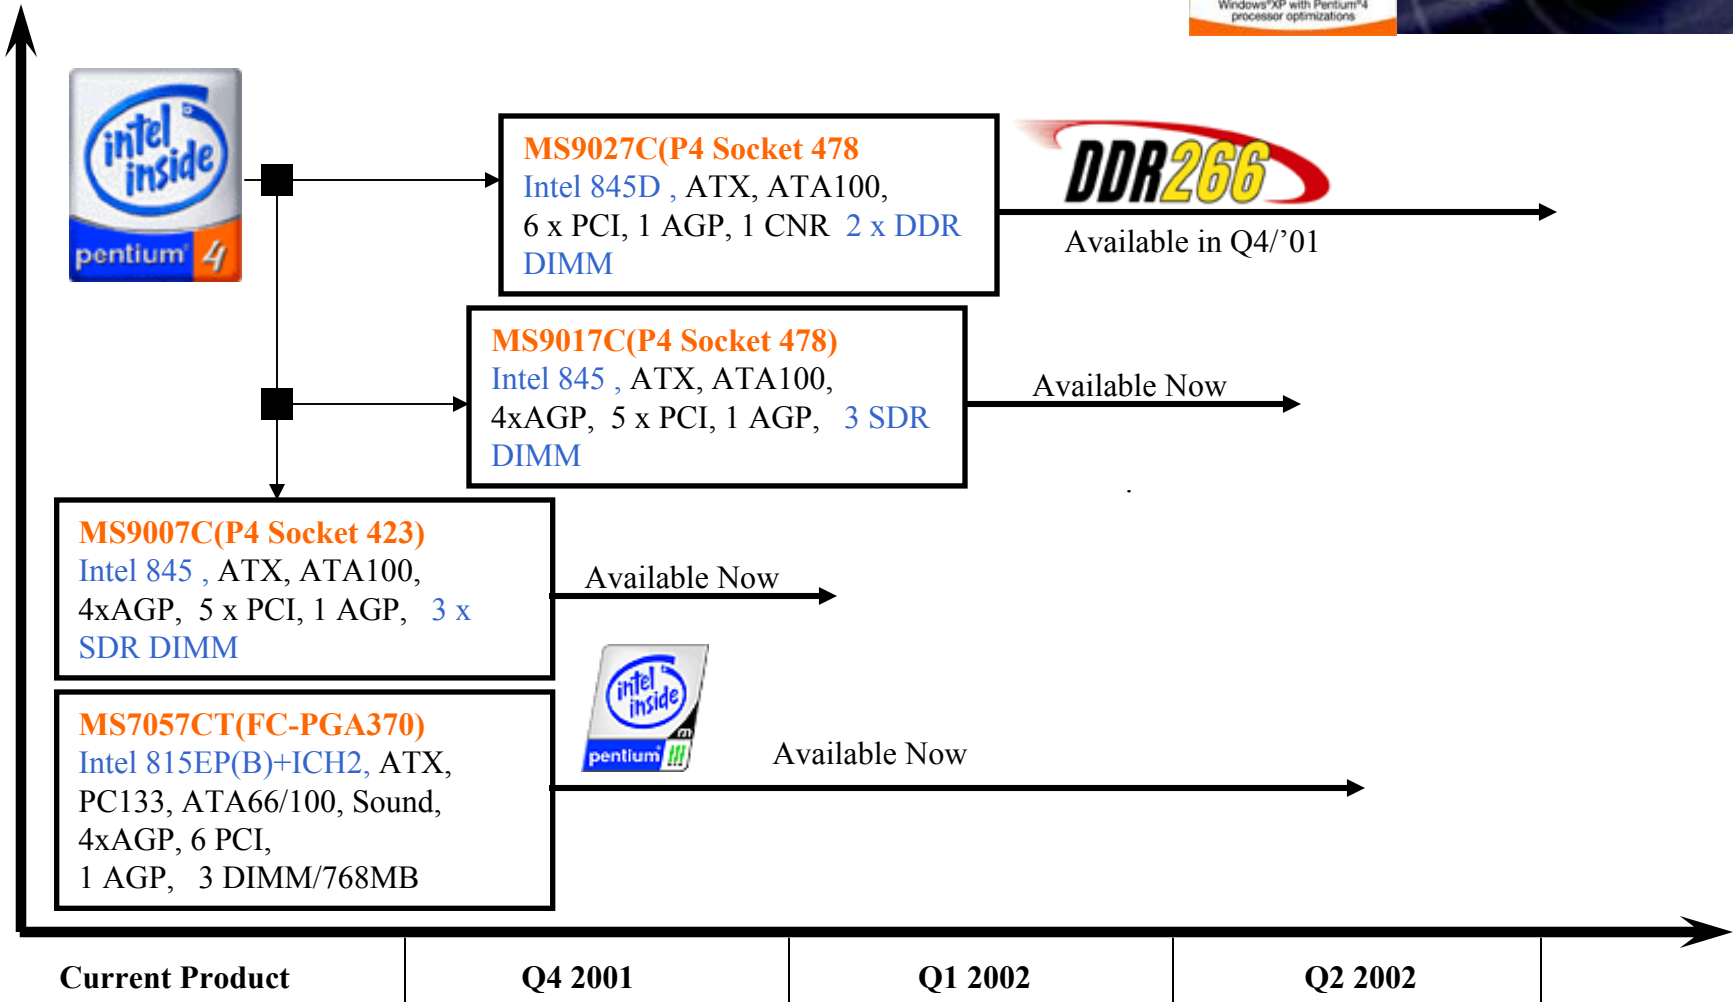 Windows®XP with Pentium®4
processor optimizations
intel
inside
pentium® 4
MS9027C(P4 Socket 478
Intel 845D , ATX, ATA100,
6 x PCI, 1 AGP, 1 CNR 2 x DDR
DIMM
DDR266
Available in Q4/’01
MS9017C(P4 Socket 478)
Intel 845 , ATX, ATA100,
4xAGP, 5 x PCI, 1 AGP, 3 SDR
DIMM
Available Now
.
MS9007C(P4 Socket 423)
Intel 845 , ATX, ATA100,
4xAGP, 5 x PCI, 1 AGP, 3 x
SDR DIMM
Available Now
MS7057CT(FC-PGA370)
Intel 815EP(B)+ICH2, ATX,
PC133, ATA66/100, Sound,
4xAGP, 6 PCI,
1 AGP, 3 DIMM/768MB
intel
inside
m
pentium® !!!
Available Now
Current Product
Q4 2001
Q1 2002
Q2 2002